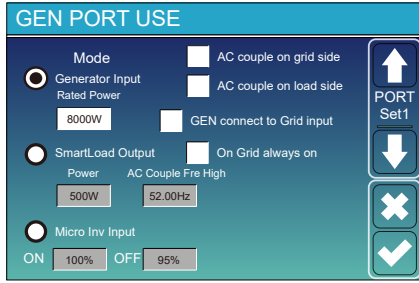 GEN PORT USE
Mode
AC couple on grid side
Generator Input
AC couple on load side
Rated Power
8000W
GEN connect to Grid input
SmartLoad Output
On Grid always on
Power
AC Couple Fre High
500W
52.00Hz
Micro Inv Input
ON 100% OFF 95%
PORT
Set1